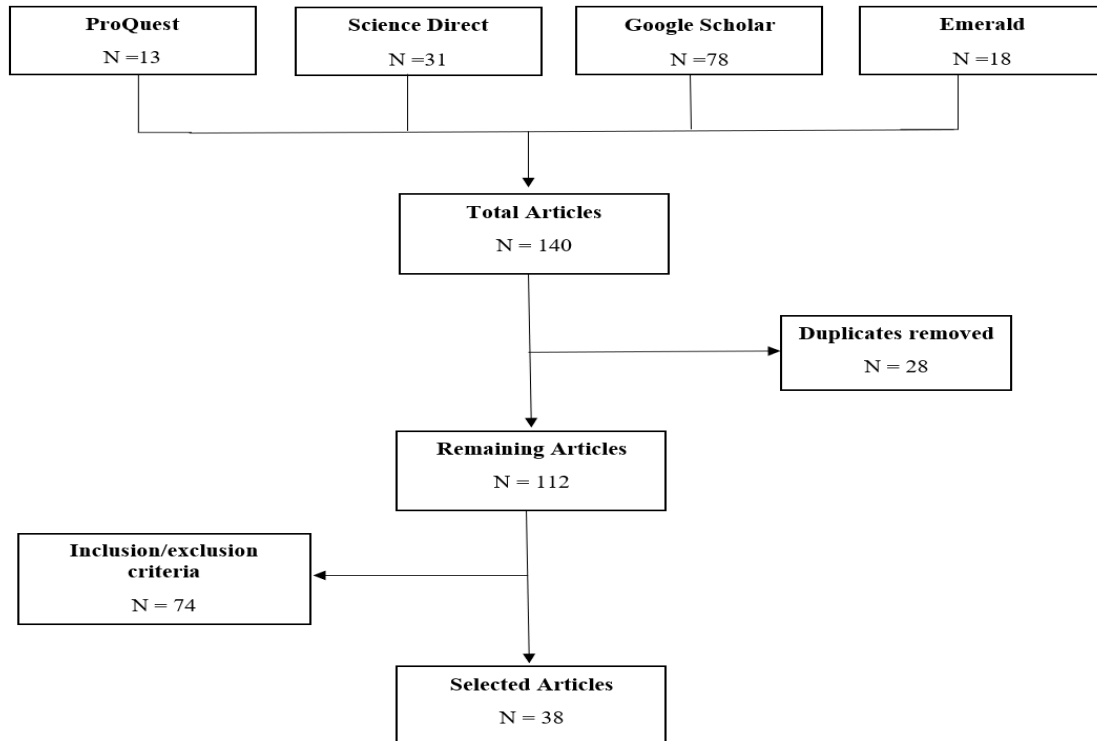 ProQuest
N =13
Science Direct
N =31
Google Scholar
N =78
Emerald
N =18
Total Articles
N = 140
Duplicates removed
N = 28
Remaining Articles
N = 112
Inclusion/exclusion
criteria
N = 74
Selected Articles
N = 38